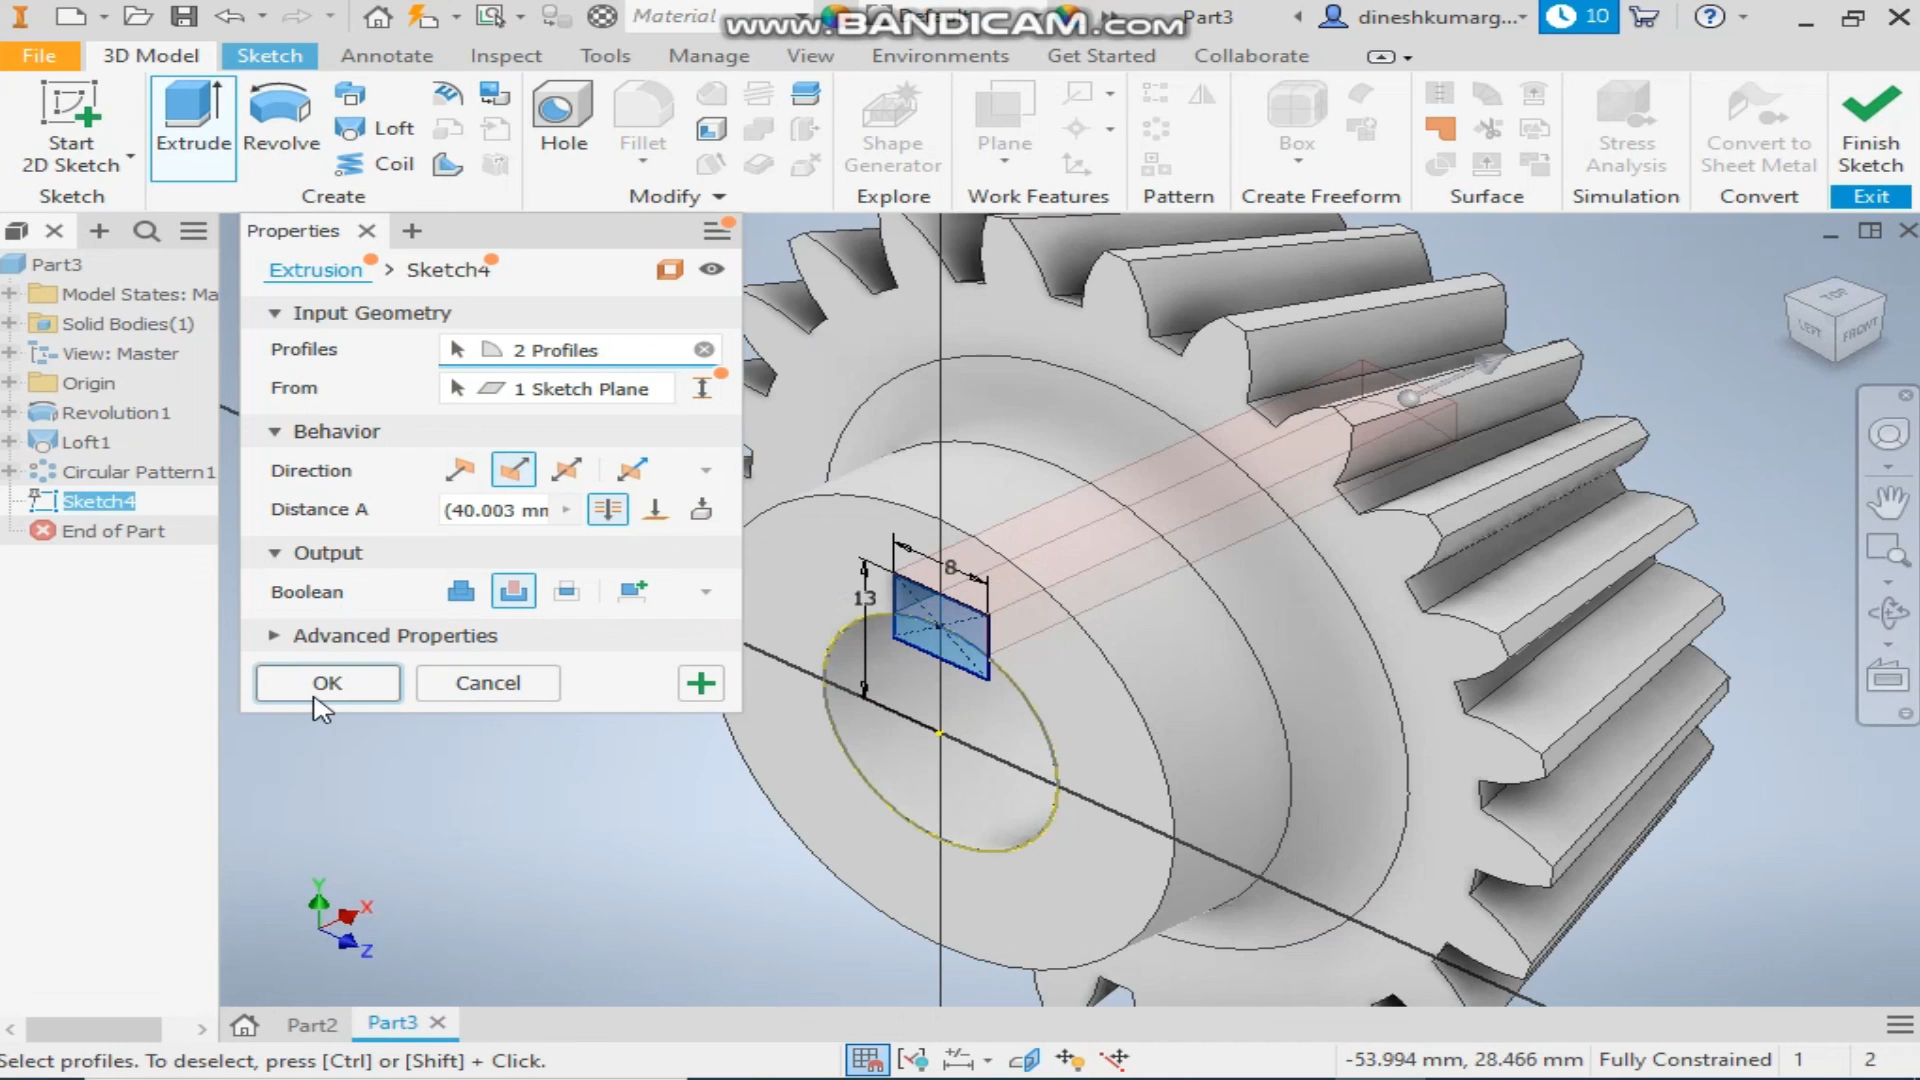 Material
www.BANDICAM.com
Part3
dineshkumarg...
10
File
3D Model
Sketch
Annotate
Inspect
Tools
Manage
View
Environments
Get Started
Collaborate
Start
2D Sketch
Extrude
Revolve
Loft
Coil
Hole
Fillet
Shape
Generator
Plane
Box
Stress
Analysis
Convert to
Sheet Metal
Finish
Sketch
Sketch
Create
Modify
Explore
Work Features
Pattern
Create Freeform
Surface
Simulation
Convert
Exit
Part3
Model States: Ma
Solid Bodies(1)
View: Master
Origin
Revolution1
Loft1
Circular Pattern1
Sketch4
End of Part
Properties
Extrusion > Sketch4
Input Geometry
Profiles
2 Profiles
From
1 Sketch Plane
Behavior
Direction
Distance A
(40.003 mm
Output
Boolean
Advanced Properties
OK
Cancel
8
13
TOP
LEFT
FRONT
Y
X
Z
Part2
Part3
Select profiles. To deselect, press [Ctrl] or [Shift] + Click.
-53.994 mm, 28.466 mm
Fully Constrained
1
2